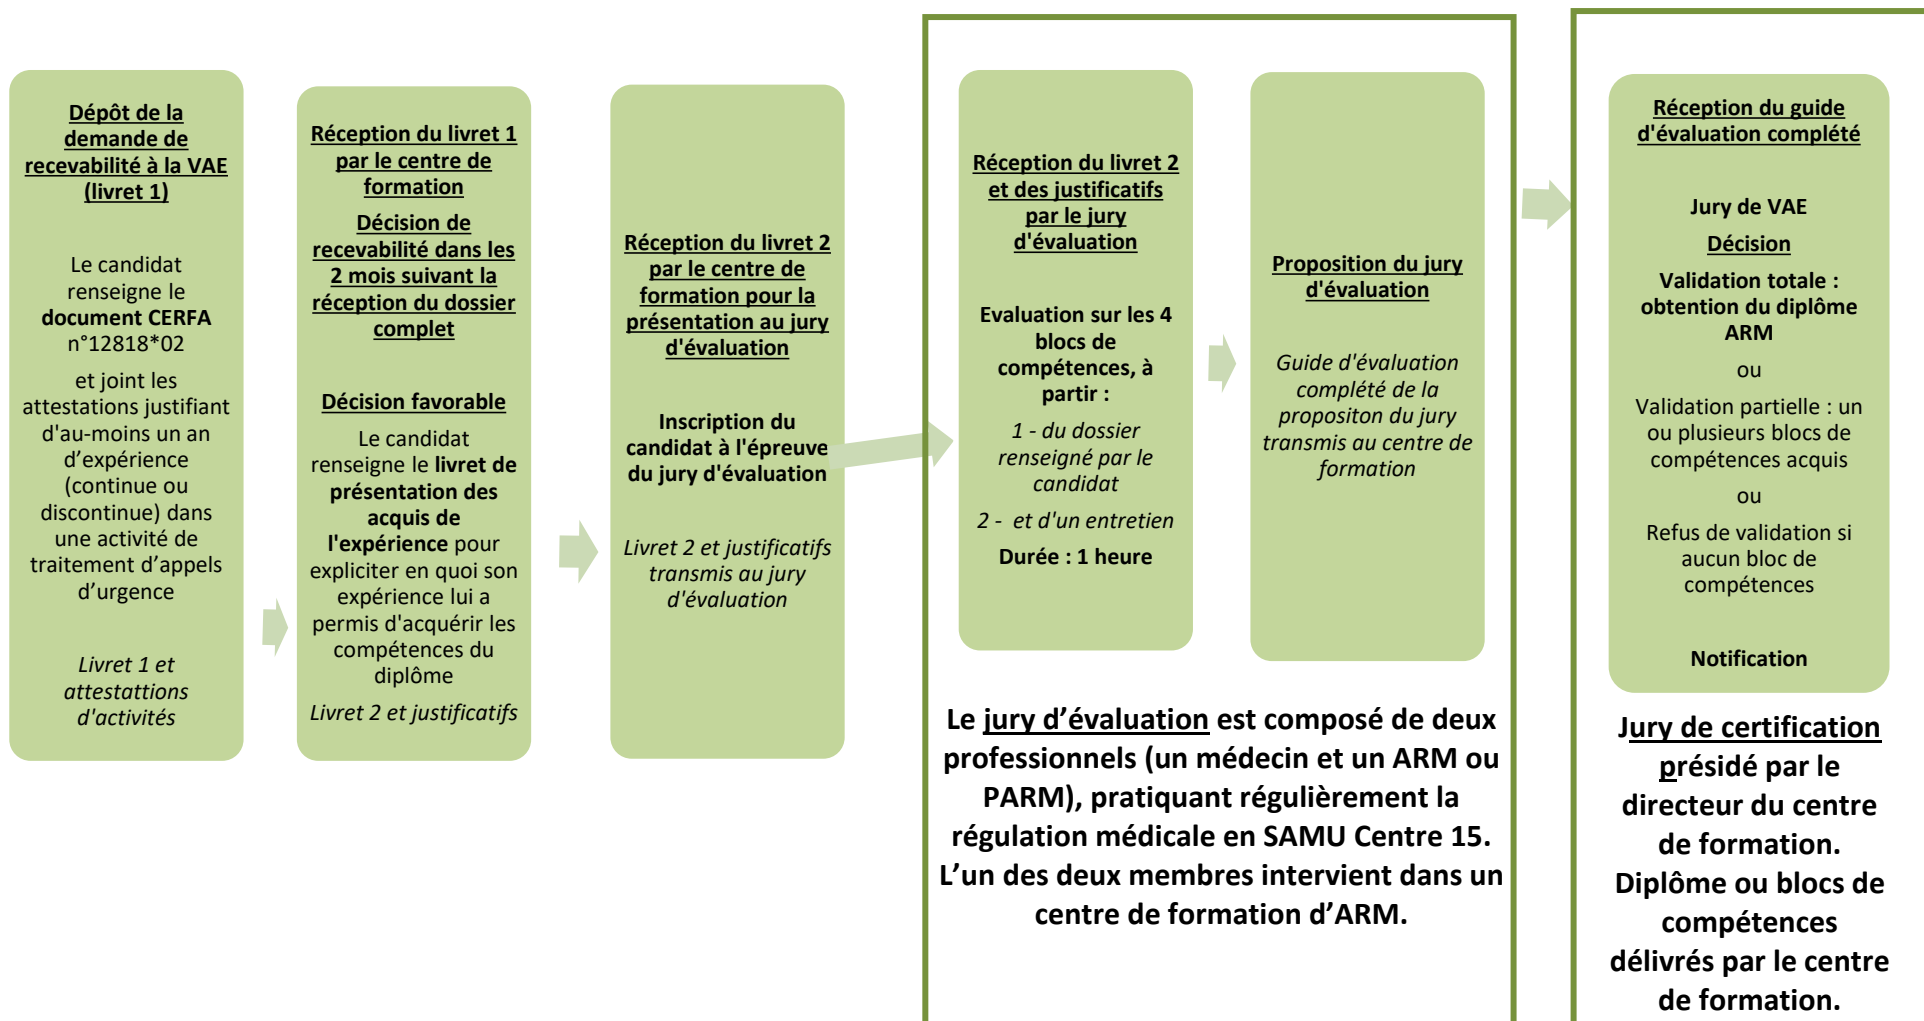 Dépôt de la
demande de
recevabilité à la VAE
(livret 1)
Le candidat
renseigne le
document CERFA
n°12818*02
et joint les
attestations justifiant
d'au-moins un an
d’expérience
(continue ou
discontinue) dans
une activité de
traitement d’appels
d’urgence
Livret 1 et
attestattions
d'activités
Réception du livret 1
par le centre de
formation
Décision de
recevabilité dans les
2 mois suivant la
réception du dossier
complet
Décision favorable
Le candidat
renseigne le livret de
présentation des
acquis de
l'expérience pour
expliciter en quoi son
expérience lui a
permis d'acquérir les
compétences du
diplôme
Livret 2 et justificatifs
Réception du livret 2
par le centre de
formation pour la
présentation au jury
d'évaluation
Inscription du
candidat à l'épreuve
du jury d'évaluation
Livret 2 et justificatifs
transmis au jury
d'évaluation
Réception du livret 2
et des justificatifs
par le jury
d'évaluation
Evaluation sur les 4
blocs de
compétences, à
partir :
1 - du dossier
renseigné par le
candidat
2 - et d'un entretien
Durée : 1 heure
Proposition du jury
d'évaluation
Guide d'évaluation
complété de la
propositon du jury
transmis au centre de
formation
Le jury d’évaluation est composé de deux
professionnels (un médecin et un ARM ou
PARM), pratiquant régulièrement la
régulation médicale en SAMU Centre 15.
L’un des deux membres intervient dans un
centre de formation d’ARM.
Réception du guide
d'évaluation complété
Jury de VAE
Décision
Validation totale :
obtention du diplôme
ARM
ou
Validation partielle : un
ou plusieurs blocs de
compétences acquis
ou
Refus de validation si
aucun bloc de
compétences
Notification
Jury de certification
présidé par le
directeur du centre
de formation.
Diplôme ou blocs de
compétences
délivrés par le centre
de formation.